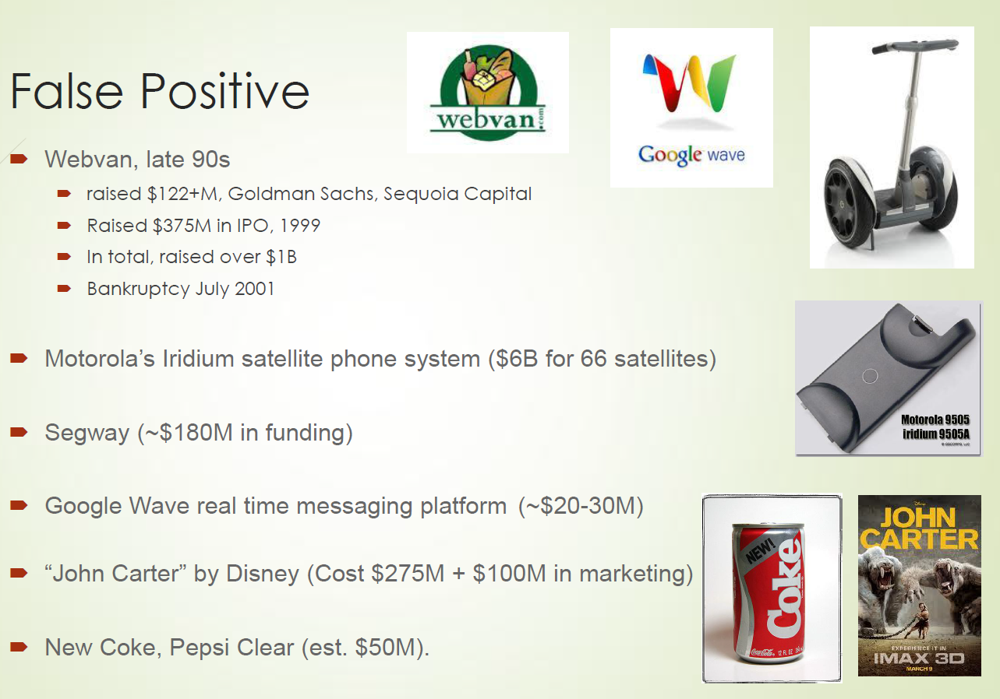 False Positive
webvan.com
Google wave
Webvan, late 90s
raised $122+M, Goldman Sachs, Sequoia Capital
Raised $375M in IPO, 1999
In total, raised over $1B
Bankruptcy July 2001
Motorola’s Iridium satellite phone system ($6B for 66 satellites)
Motorola 9505
iridium 9505A
Segway (~$180M in funding)
Google Wave real time messaging platform (~$20-30M)
“John Carter” by Disney (Cost $275M + $100M in marketing)
New Coke, Pepsi Clear (est. $50M).
NEW!
Coke
Coca-Cola
12 FL OZ
Disney
JOHN
CARTER
EXPERIENCE IT IN
IMAX 3D
MARCH 9